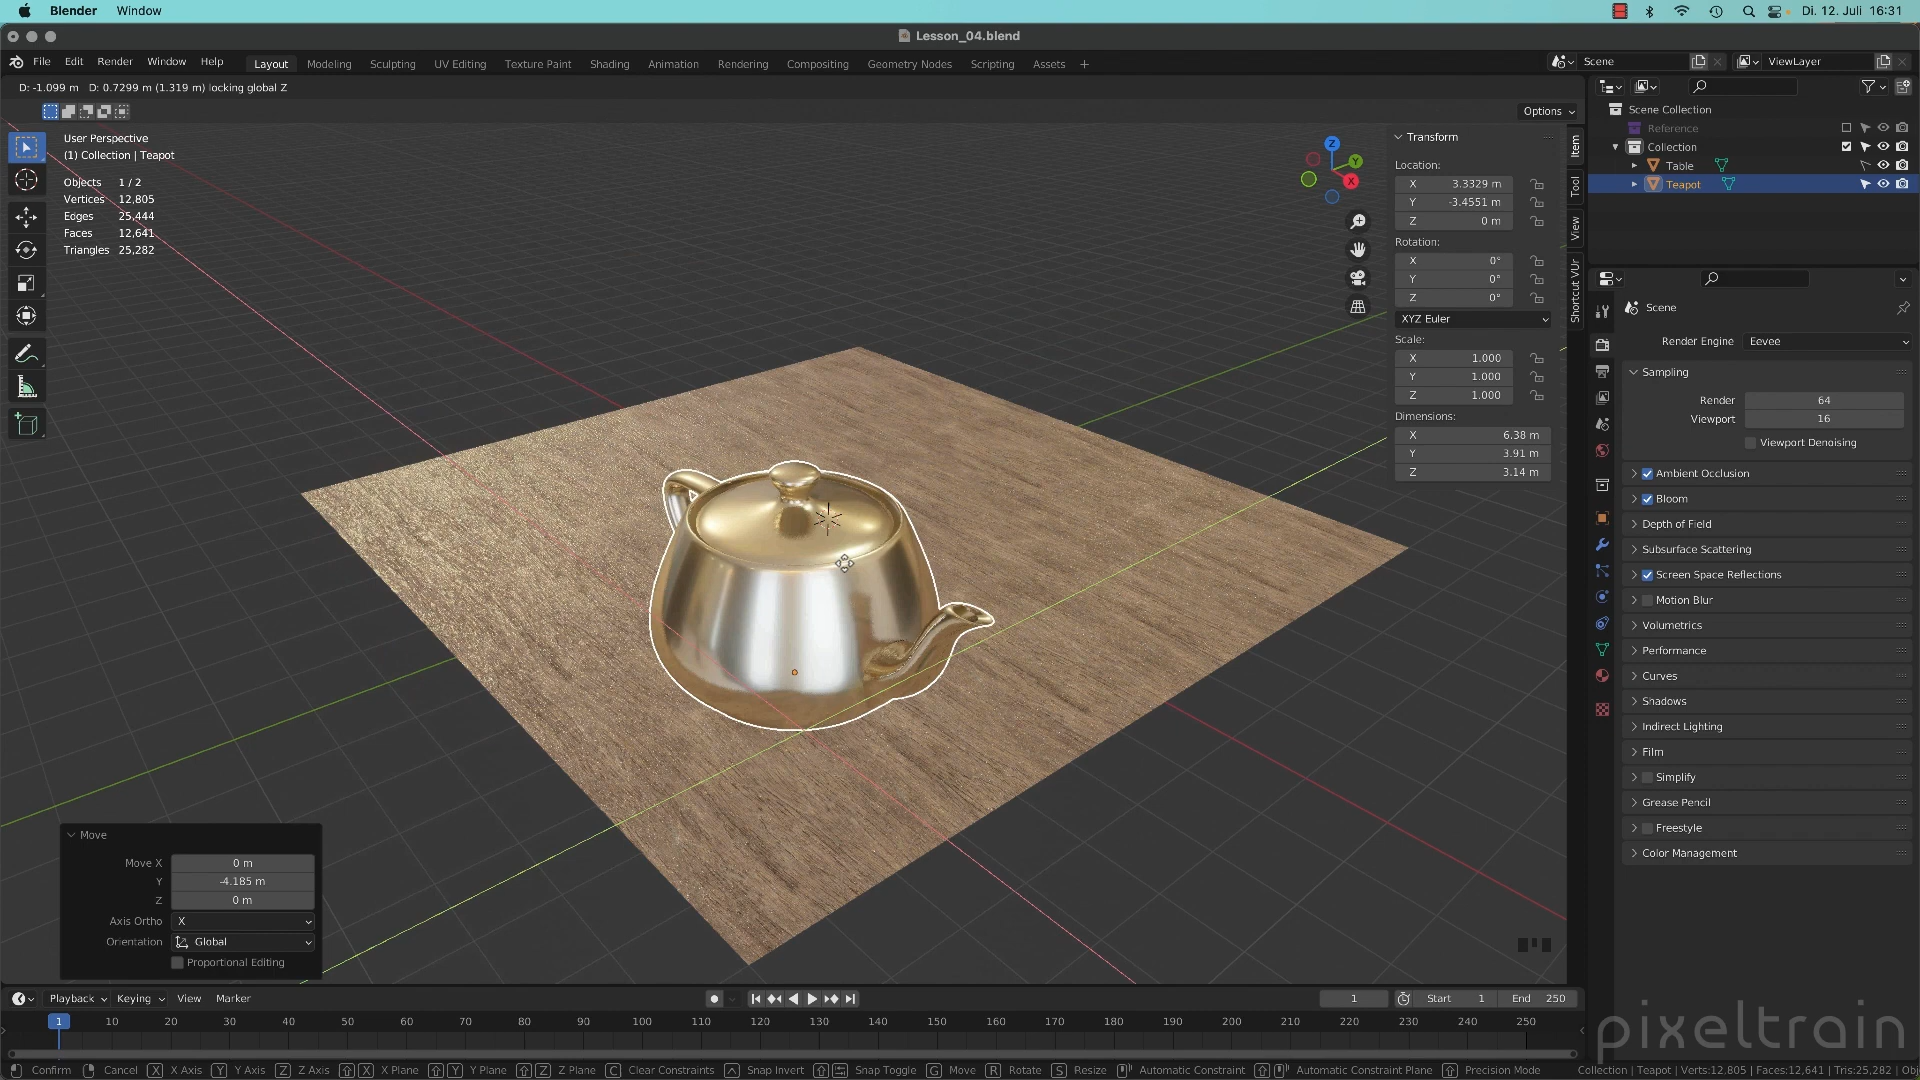 Blender Window Di. 12. Juli 16:31
Lesson_04.blend
File Edit Render Window Help Layout Modeling Sculpting UV Editing Texture Paint Shading Animation Rendering Compositing Geometry Nodes Scripting Assets + Scene ViewLayer
D: -1.099 m D: 0.7299 m (1.319 m) locking global Z
Options
User Perspective
(1) Collection | Teapot
Objects 1 / 2
Vertices 12,805
Edges 25,444
Faces 12,641
Triangles 25,282
Z
Y
X
Transform
Location:
X 3.3329 m
Y -3.4551 m
Z 0 m
Rotation:
X 0°
Y 0°
Z 0°
XYZ Euler
Scale:
X 1.000
Y 1.000
Z 1.000
Dimensions:
X 6.38 m
Y 3.91 m
Z 3.14 m
Item
Tool
View
Shortcut VUr
Scene Collection
Reference
Collection
Table
Teapot
Scene
Render Engine Eevee
Sampling
Render 64
Viewport 16
Viewport Denoising
Ambient Occlusion
Bloom
Depth of Field
Subsurface Scattering
Screen Space Reflections
Motion Blur
Volumetrics
Performance
Curves
Shadows
Indirect Lighting
Film
Simplify
Grease Pencil
Freestyle
Color Management
Move
Move X 0 m
Y -4.185 m
Z 0 m
Axis Ortho X
Orientation Global
Proportional Editing
Playback Keying View Marker 1 Start 1 End 250
1 10 20 30 40 50 60 70 80 90 100 110 120 130 140 150 160 170 180 190 200 210 220 230 240 250
pixeltrain
Confirm Cancel X X Axis Y Y Axis Z Z Axis X X Plane Y Y Plane Z Z Plane C Clear Constraints Snap Invert Snap Toggle G Move R Rotate S Resize Automatic Constraint Automatic Constraint Plane Precision Mode Collection | Teapot | Verts:12,805 | Faces:12,641 | Tris:25,282 | Obj